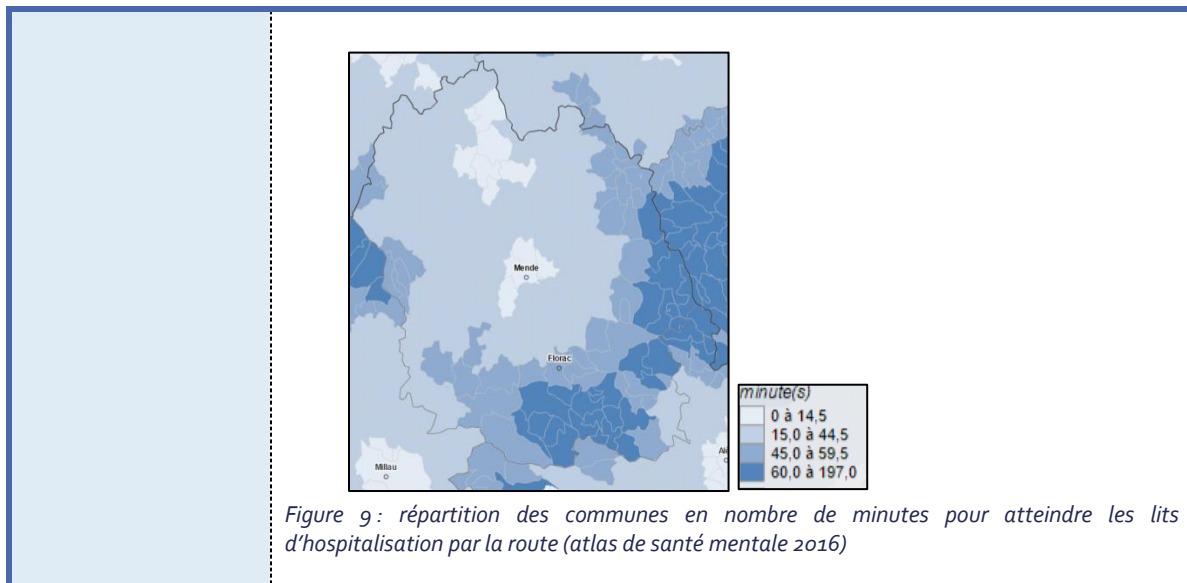 Mende
Florac
Millau
minute(s)
0 à 14,5
15,0 à 44,5
45,0 à 59,5
60,0 à 197,0
Figure 9 : répartition des communes en nombre de minutes pour atteindre les lits
d'hospitalisation par la route (atlas de santé mentale 2016)